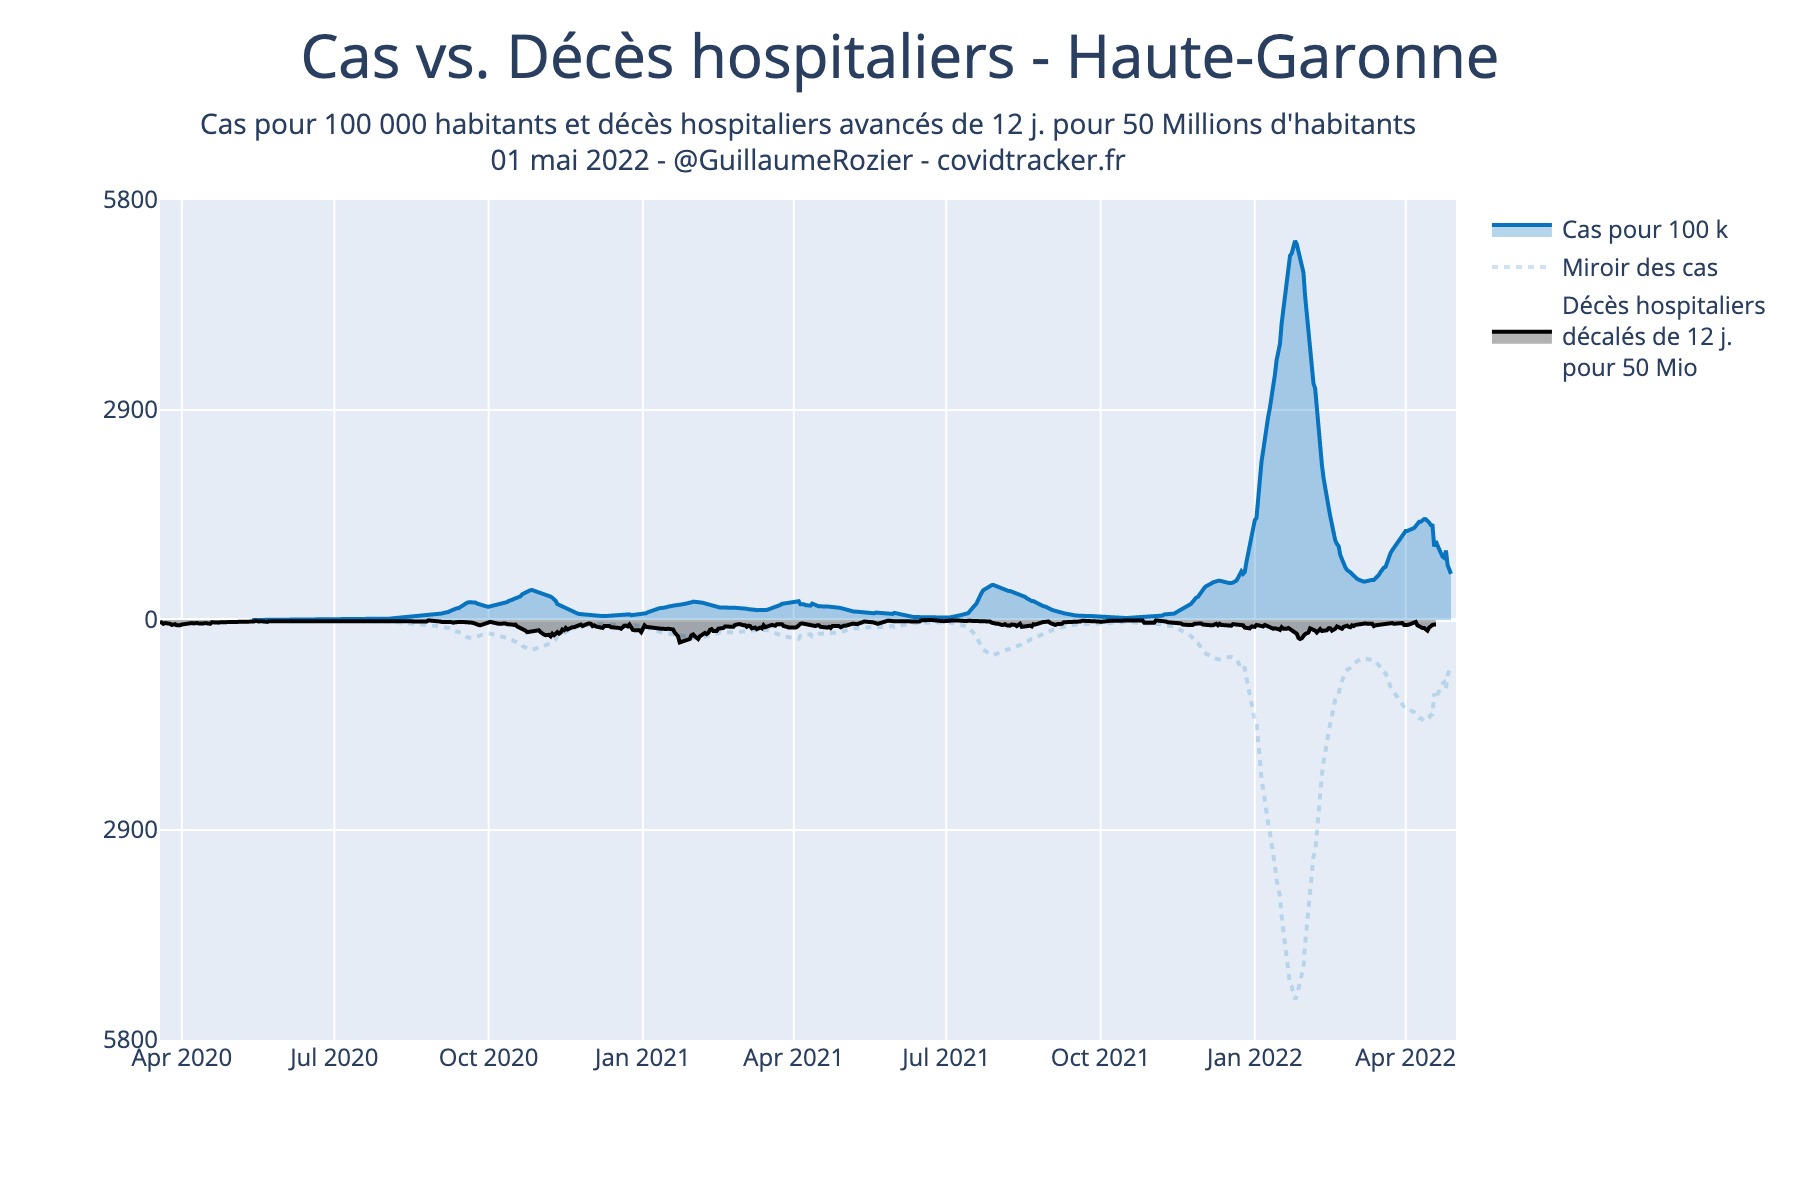 Cas vs. Décès hospitaliers - Haute-Garonne
Cas pour 100 000 habitants et décès hospitaliers avancés de 12 j. pour 50 Millions d'habitants
01 mai 2022 - @GuillaumeRozier - covidtracker.fr
5800
2900
0
2900
5800
Apr 2020
Jul 2020
Oct 2020
Jan 2021
Apr 2021
Jul 2021
Oct 2021
Jan 2022
Apr 2022
Cas pour 100 k
Miroir des cas
Décès hospitaliers
décalés de 12 j.
pour 50 Mio